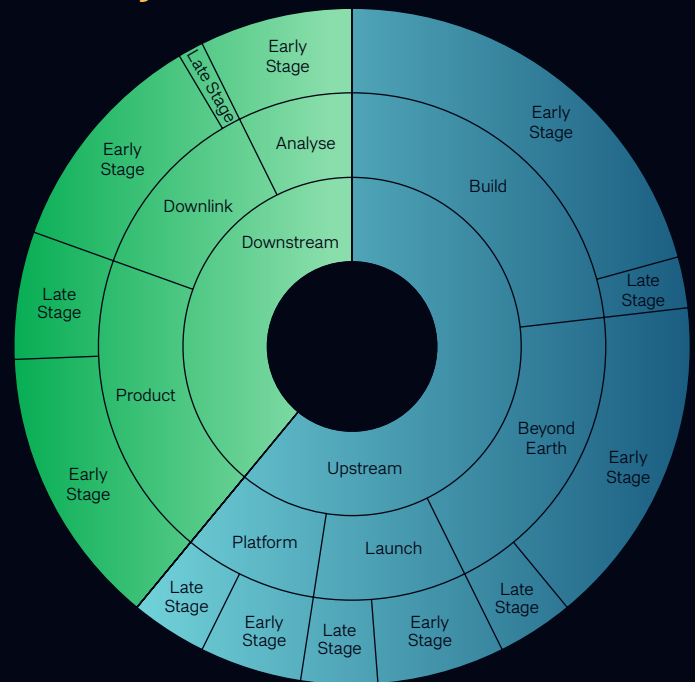 Early
Stage
Late Stage
Early
Stage
Analyse
Early
Stage
Build
Downlink
Downstream
Late
Stage
Late
Stage
Product
Beyond
Earth
Early
Stage
Upstream
Early
Stage
Platform
Launch
Late
Stage
Early
Stage
Late
Stage
Early
Stage
Late
Stage